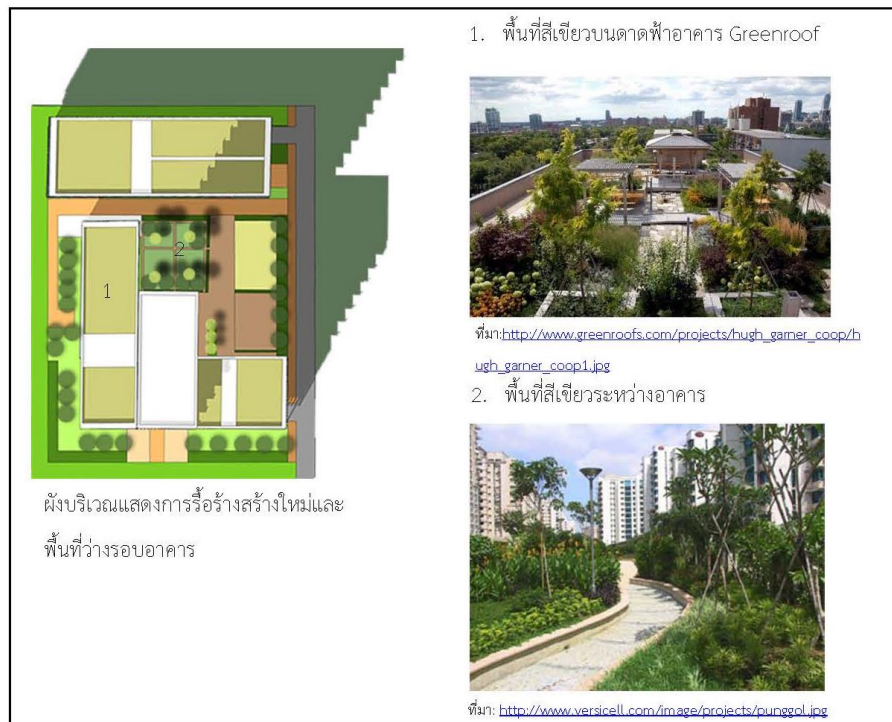 1. พื้นที่สีเขียวบนดาดฟ้าอาคาร Greenroof
ที่มา:http://www.greenroofs.com/projects/hugh_garner_coop/h
ugh_garner_coop1.jpg
2. พื้นที่สีเขียวระหว่างอาคาร
ที่มา: http://www.versicell.com/image/projects/punggol.jpg
1
2
ผังบริเวณแสดงการรื้อร้างสร้างใหม่และ
พื้นที่ว่างรอบอาคาร